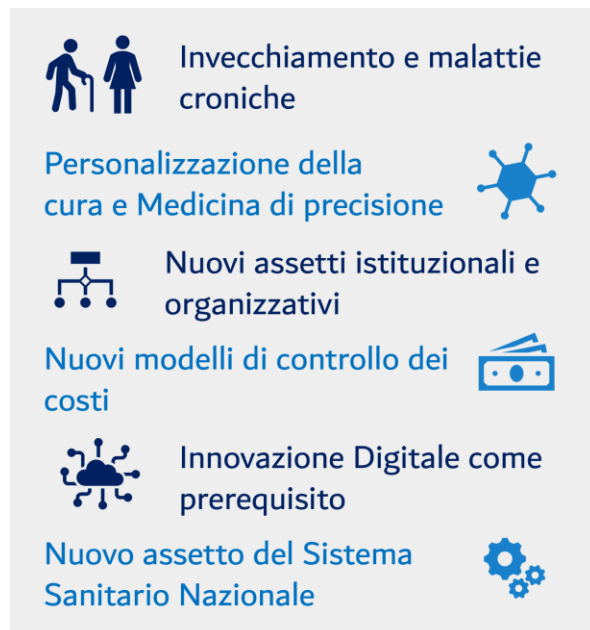 Invecchiamento e malattie
croniche
Personalizzazione della
cura e Medicina di precisione
Nuovi assetti istituzionali e
organizzativi
Nuovi modelli di controllo dei
costi
Innovazione Digitale come
prerequisito
Nuovo assetto del Sistema
Sanitario Nazionale